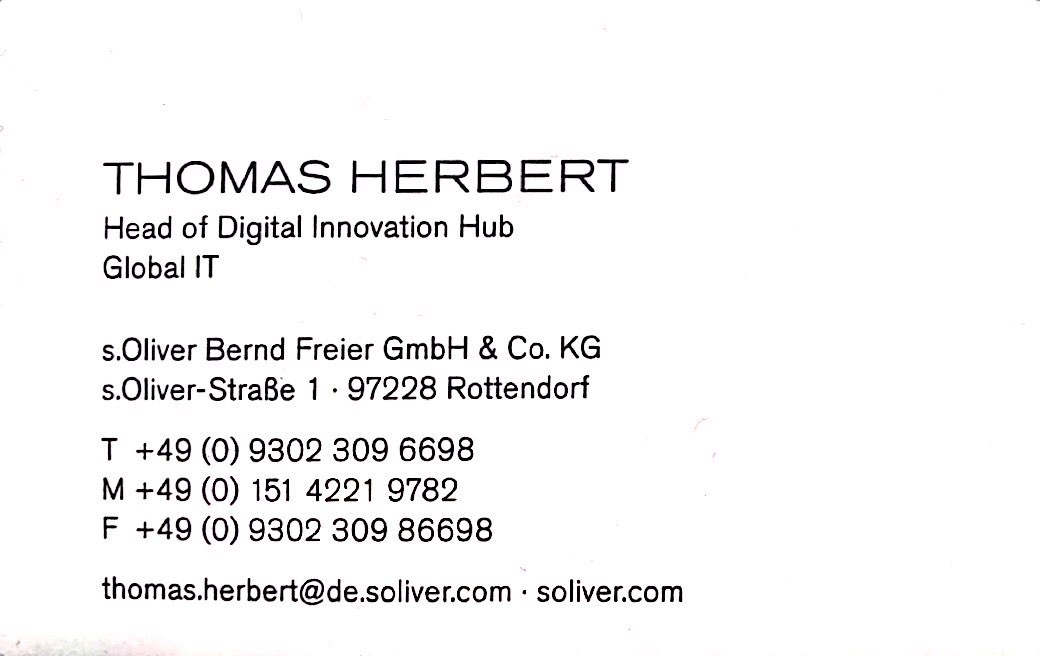 THOMAS HERBERT
Head of Digital Innovation Hub
Global IT
s.Oliver Bernd Freier GmbH & Co. KG
s.Oliver-Straße 1 · 97228 Rottendorf
T +49 (0) 9302 309 6698
M +49 (0) 151 4221 9782
F +49 (0) 9302 309 86698
thomas.herbert@de.soliver.com · soliver.com